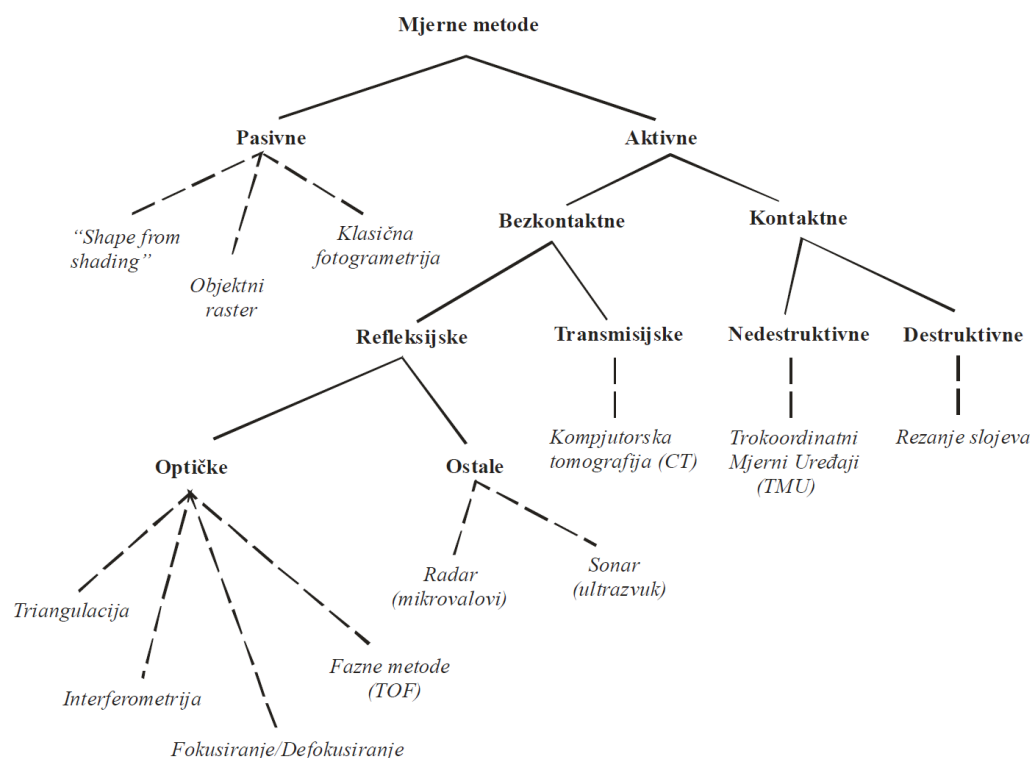 Mjerne metode
Pasivne
Aktivne
“Shape from
shading”
Objektni
raster
Klasična
fotogrametrija
Bezkontaktne
Kontaktne
Refleksijske
Transmisijske
Nedestruktivne
Destruktivne
Kompjutorska
tomografija (CT)
Trokoordinatni
Mjerni Uređaji
(TMU)
Rezanje slojeva
Optičke
Ostale
Triangulacija
Interferometrija
Fokusiranje/Defokusiranje
Fazne metode
(TOF)
Radar
(mikrovalovi)
Sonar
(ultrazvuk)